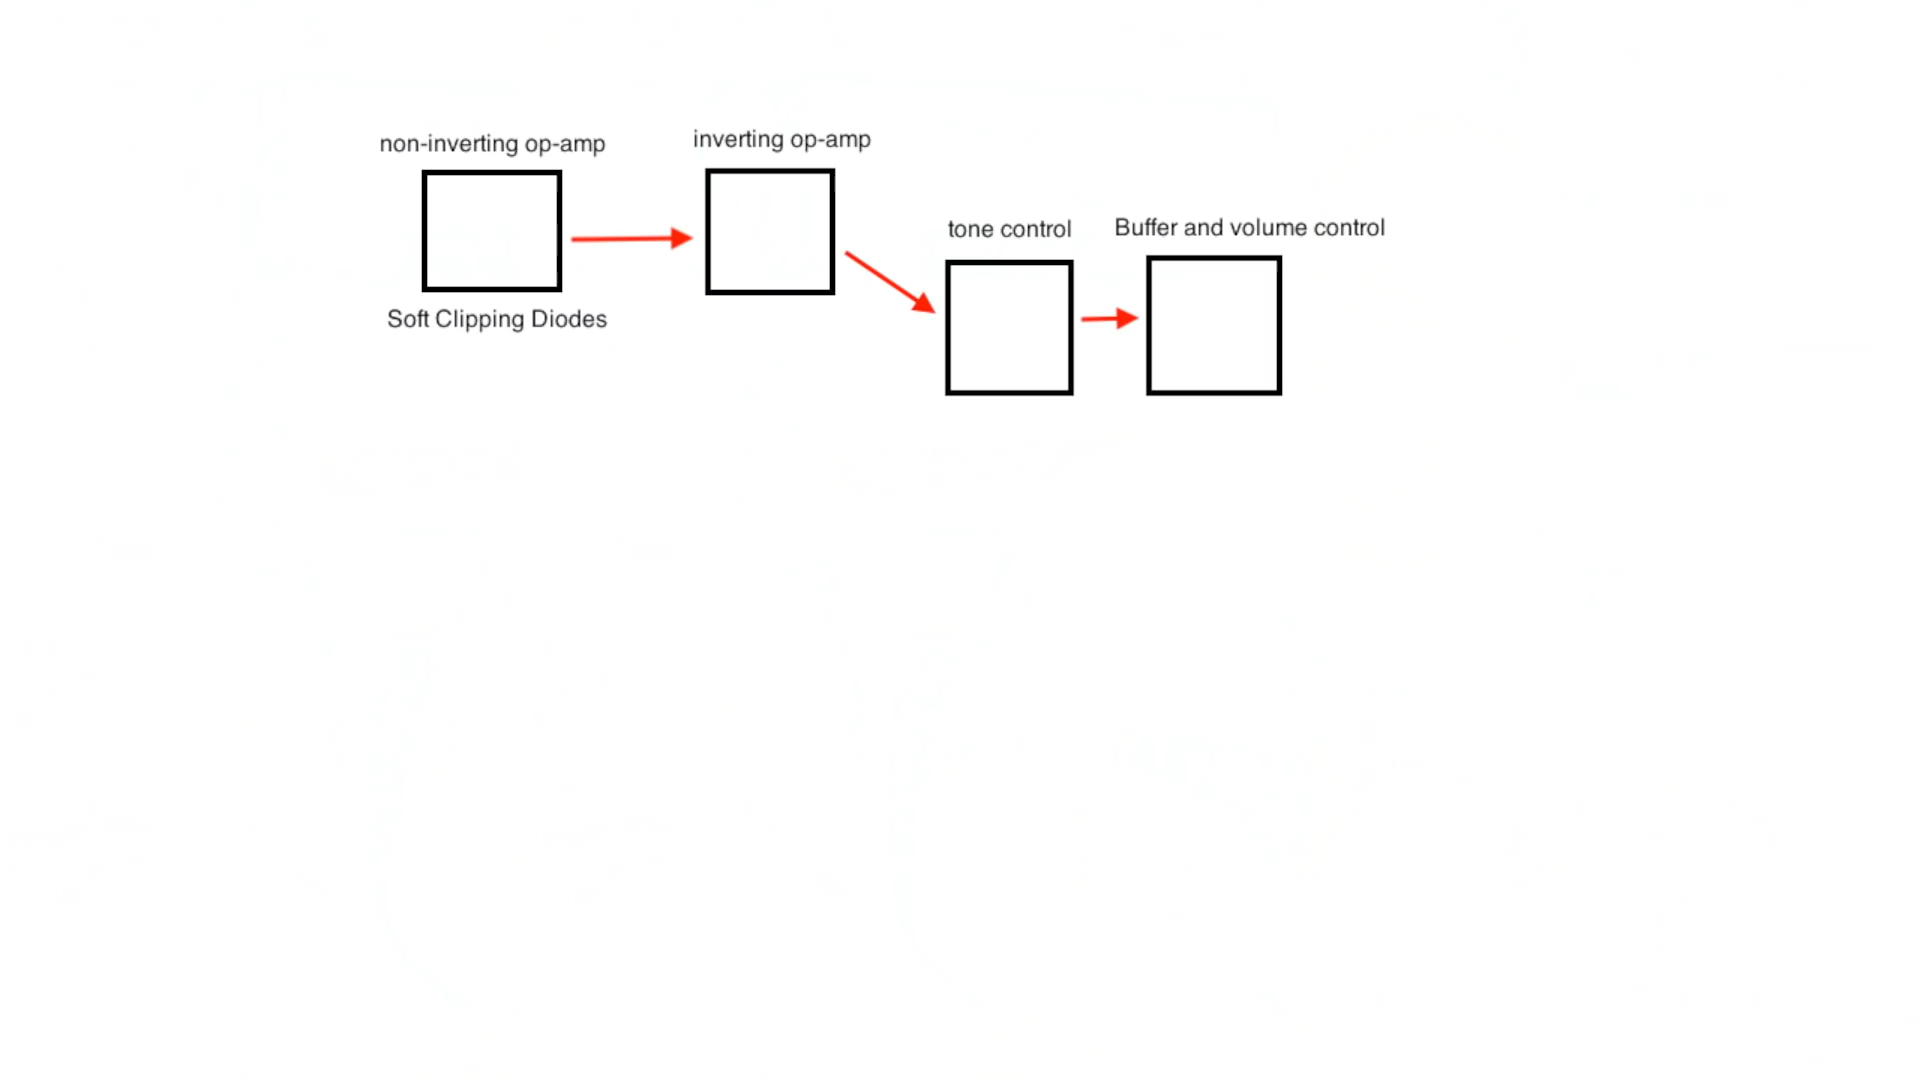 non-inverting op-amp
inverting op-amp
tone control
Buffer and volume control
Soft Clipping Diodes